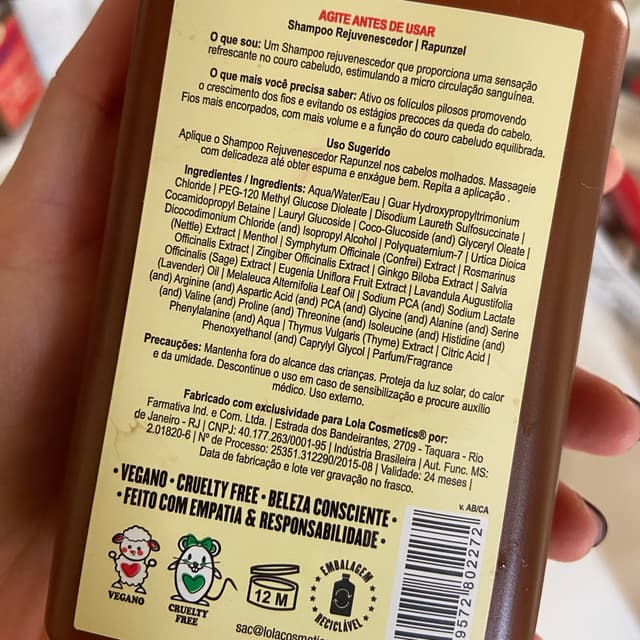 AGITE ANTES DE USAR
Shampoo Rejuvenescedor | Rapunzel
O que sou: Um Shampoo rejuvenescedor que proporciona uma sensação
refrescante no couro cabeludo, estimulando a micro circulação sanguínea.
O que mais você precisa saber: Ativo os folículos pilosos promovendo
o crescimento dos fios e evitando os estágios precoces da queda do cabelo.
Fios mais encorpados, com mais volume e a função do couro cabeludo equilibrada.
Uso Sugerido
Aplique o Shampoo Rejuvenescedor Rapunzel nos cabelos molhados. Massageie
com delicadeza até obter espuma e enxágue bem. Repita a aplicação .
Ingredientes / Ingredients: Aqua/Water/Eau | Guar Hydroxypropyltrimonium
Chloride | PEG-120 Methyl Glucose Dioleate | Disodium Laureth Sulfosuccinate |
Cocamidopropyl Betaine | Lauryl Glucoside | Coco-Glucoside (and) Glyceryl Oleate |
Dicocodimonium Chloride (and) Isopropyl Alcohol | Polyquaternium-7 | Urtica Dioica
(Nettle) Extract | Menthol | Symphytum Officinale (Confrei) Extract | Rosmarinus
Officinalis Extract | Zingiber Officinalis Extract | Ginkgo Biloba Extract | Salvia
Officinalis (Sage) Extract | Eugenia Uniflora Fruit Extract | Lavandula Augustifolia
(Lavender) Oil | Melaleuca Alternifolia Leaf Oil | Sodium PCA (and) Sodium Lactate
(and) Arginine (and) Aspartic Acid (and) PCA (and) Glycine (and) Alanine (and) Serine
(and) Valine (and) Proline (and) Threonine (and) Isoleucine (and) Histidine (and)
Phenylalanine (and) Aqua | Thymus Vulgaris (Thyme) Extract | Citric Acid |
Phenoxyethanol (and) Caprylyl Glycol | Parfum/Fragrance
Precauções: Mantenha fora do alcance das crianças. Proteja da luz solar, do calor
e da umidade. Descontinue o uso em caso de sensibilização e procure auxílio
médico. Uso externo.
Fabricado com exclusividade para Lola Cosmetics® por:
Farmativa Ind. e Com. Ltda. | Estrada dos Bandeirantes, 2709 - Taquara - Rio
de Janeiro - RJ | CNPJ: 40.177.263/0001-95 | Indústria Brasileira | Aut. Func. MS:
2.01820-6 | Nº de Processo: 25351.312290/2015-08 | Validade: 24 meses |
Data de fabricação e lote ver gravação no frasco.
v. AB/CA
• VEGANO • CRUELTY FREE • BELEZA CONSCIENTE •
• FEITO COM EMPATIA & RESPONSABILIDADE •
VEGANO
CRUELTY
FREE
12 M
EMBALAGEM
RECICLÁVEL
9572 802272
sac@lolacosmetic